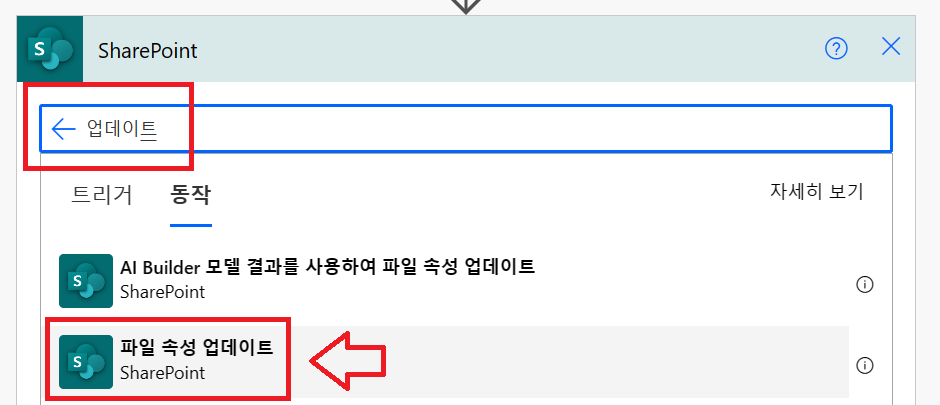 SharePoint
업데이트
트리거 동작 자세히 보기
AI Builder 모델 결과를 사용하여 파일 속성 업데이트
SharePoint
파일 속성 업데이트
SharePoint